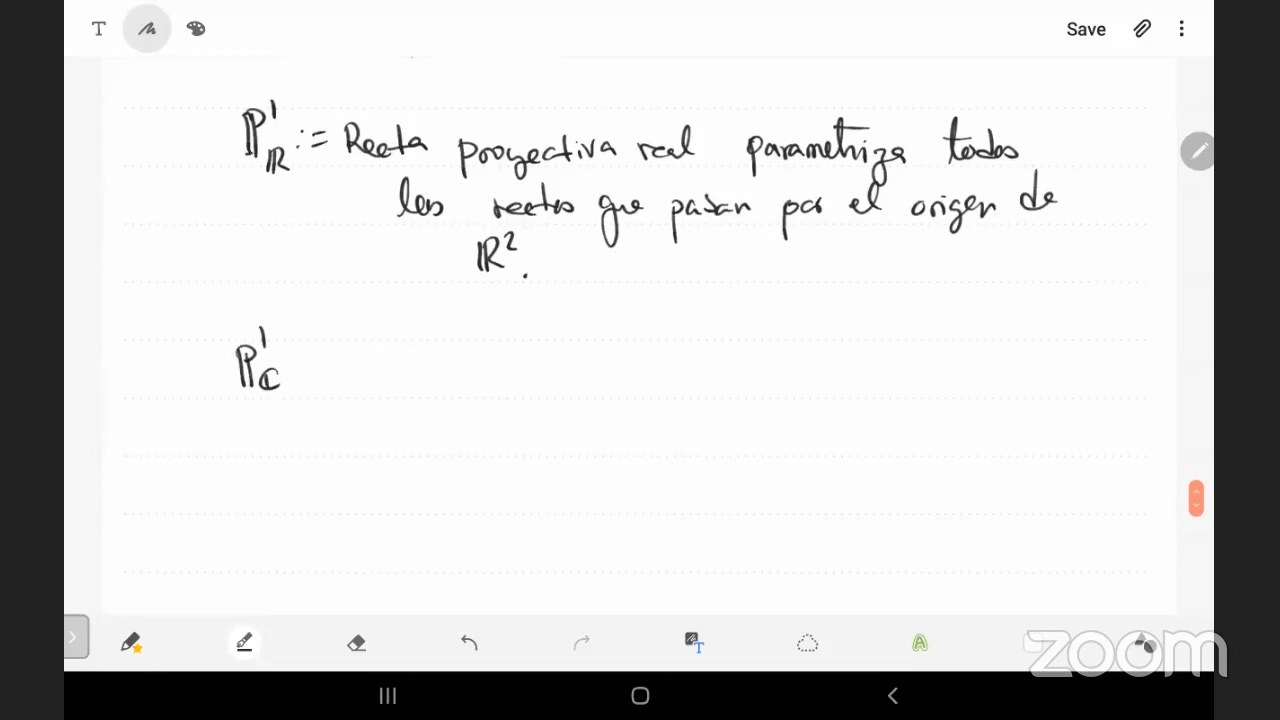 T
Save
ℙ¹_ℝ := Recta proyectiva real parametriza todas
las rectas que pasan por el origen de
ℝ².
ℙ¹_ℂ
T
A
zoom